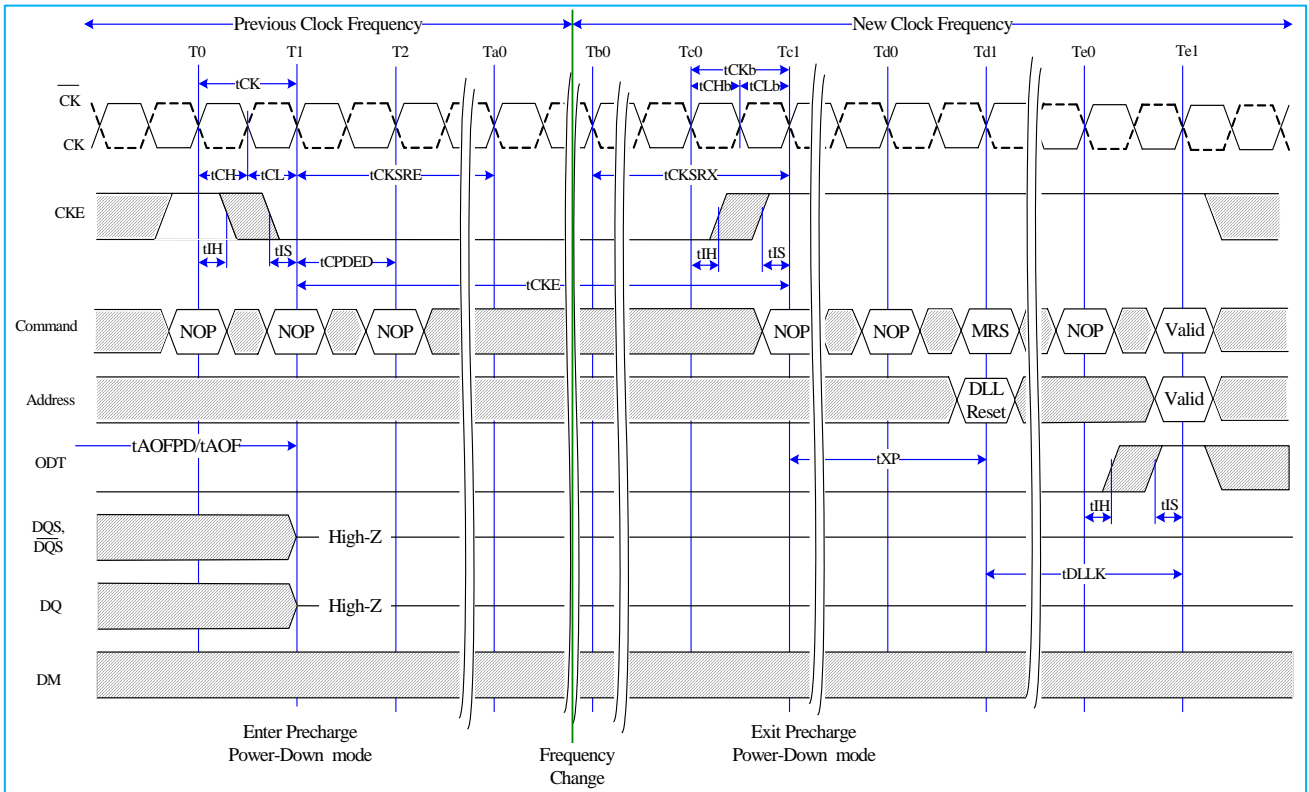 Previous Clock Frequency New Clock Frequency
T0 T1 T2 Ta0 Tb0 Tc0 Tc1 Td0 Td1 Te0 Te1
tCK tCKb
tCHb tCLb
CK
CK
tCH tCL tCKSRE tCKSRX
CKE
tIH tIS tCPDED tIH tIS
tCKE
Command NOP NOP NOP NOP NOP MRS NOP Valid
Address DLL Reset Valid
tAOFPD/tAOF
ODT tXP
tIH tIS
DQS,
DQS High-Z
tDLLK
DQ High-Z
DM
Enter Precharge
Power-Down mode
Frequency
Change
Exit Precharge
Power-Down mode